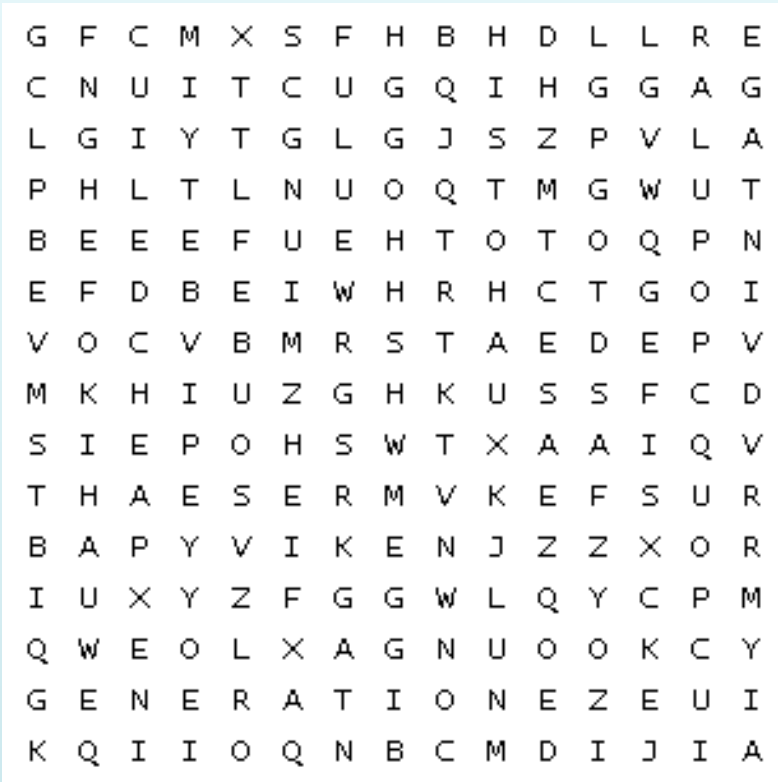 G F C M X S F H B H D L L R E
C N U I T C U G Q I H G G A G
L G I Y T G L G J S Z P V L A
P H L T L N U O Q T M G W U T
B E E E F U E H T O T O Q P N
E F D B E I W H R H C T G O I
V O C V B M R S T A E D E P V
M K H I U Z G H K U S S F C D
S I E P O H S W T X A A I Q V
T H A E S E R M V K E F S U R
B A P Y V I K E N J Z Z X O R
I U X Y Z F G G W L Q Y C P M
Q W E O L X A G N U O O K C Y
G E N E R A T I O N E Z E U I
K Q I I O Q N B C M D I J I A